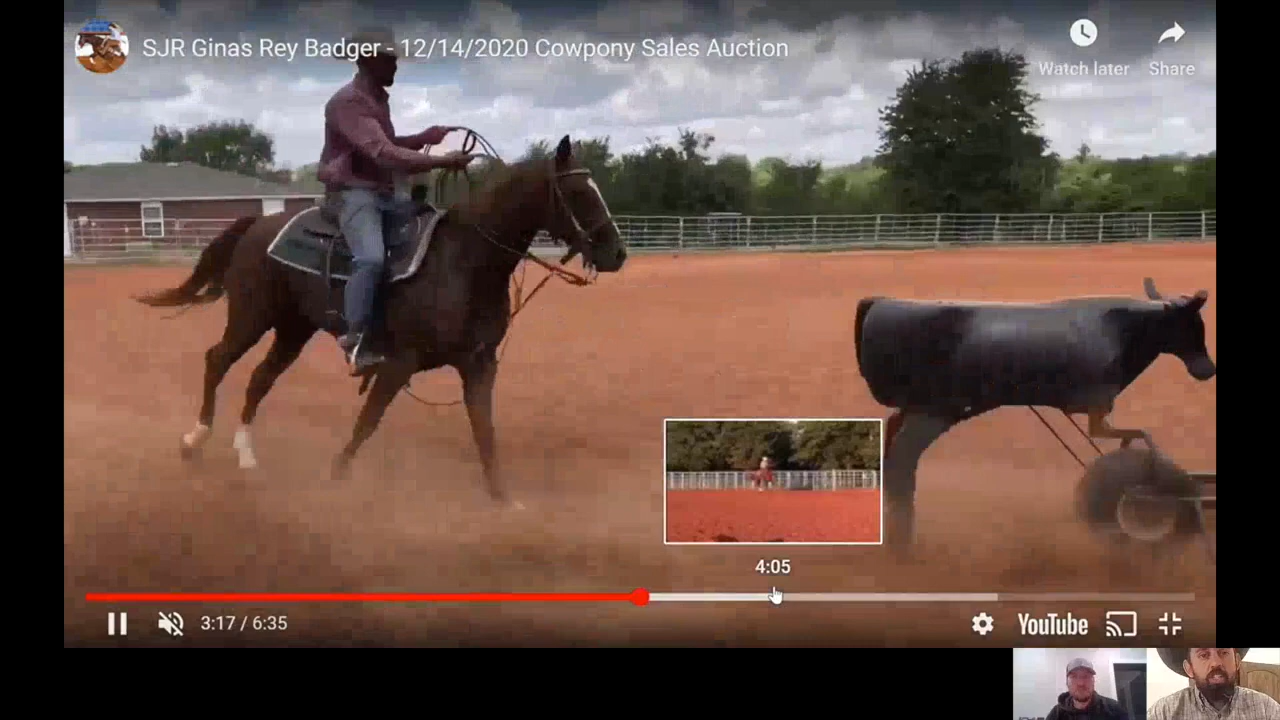 SJR Ginas Rey Badger - 12/14/2020 Cowpony Sales Auction
Watch later
Share
4:05
3:17 / 6:35
YouTube